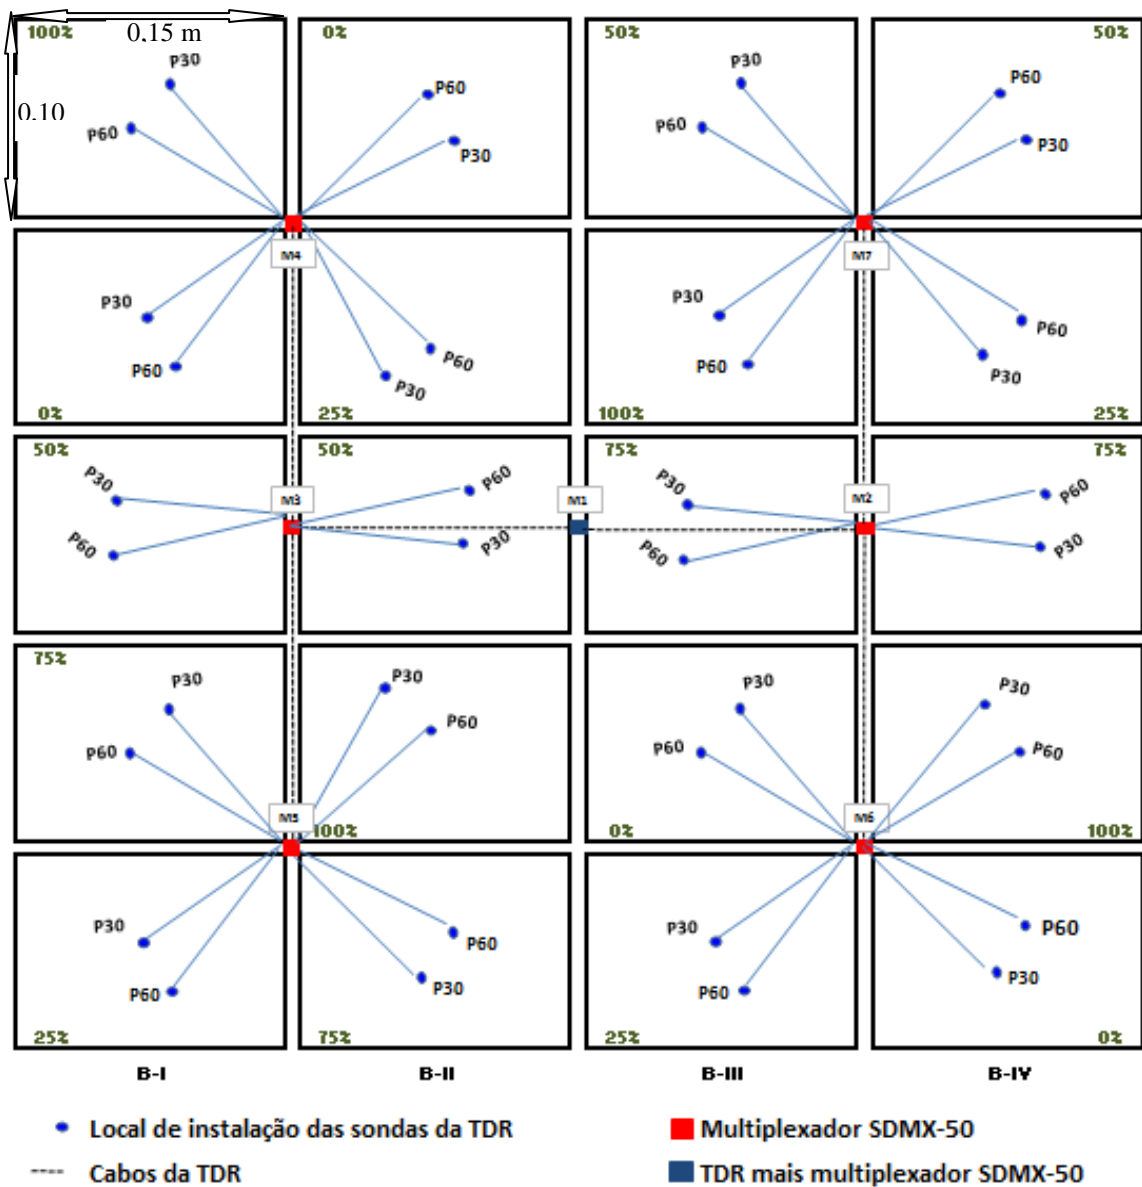 100% 0,15 m 0% 50% 50%
0,10
P30 P60 P30 P60
P60 P30 P60 P30
M4 M7
P30 P60 P30 P60
P60 P30 P60 P30
0% 25% 100% 25%
50% 50% 75% 75%
P30 M3 P60 M1 P30 M2 P60
P60 P30 P60 P30
75%
P30 P30 P30 P30
P60 P60 P60 P60
M5 M6
100% 0% 100%
P30 P60 P30 P60
P60 P30 P60 P30
25% 75% 25% 0%
B-I B-II B-III B-IV
Local de instalação das sondas da TDR
Multiplexador SDMX-50
Cabos da TDR
TDR mais multiplexador SDMX-50